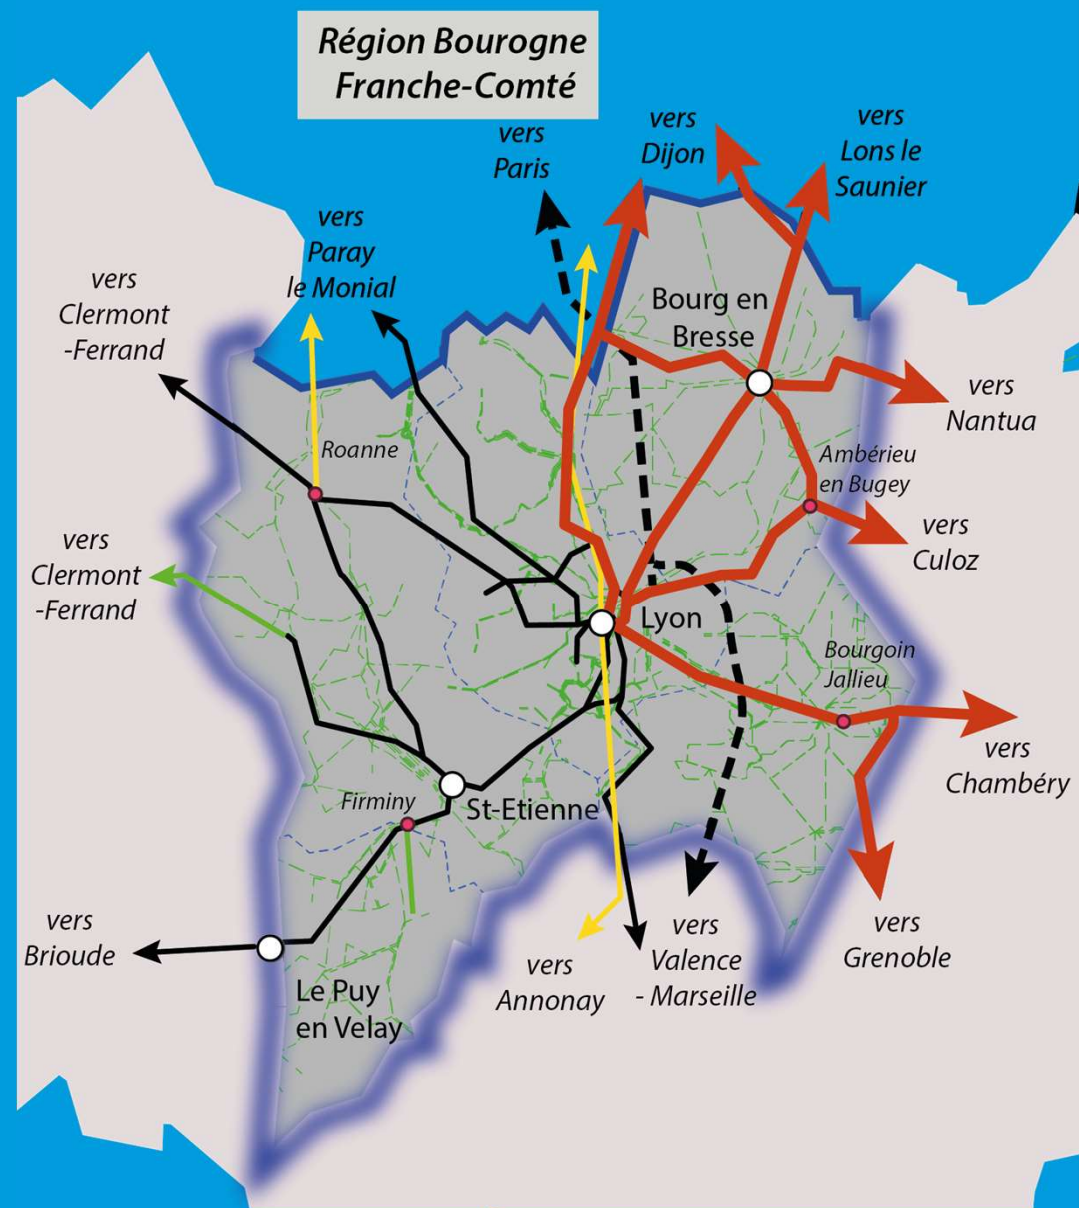 Région Bourogne
Franche-Comté
vers
Paris
vers
Dijon
vers
Lons le
Saunier
vers
Paray
le Monial
vers
Clermont
-Ferrand
Bourg en
Bresse
vers
Nantua
Roanne
Ambérieu
en Bugey
vers
Culoz
vers
Clermont
-Ferrand
Lyon
Bourgoin
Jallieu
vers
Chambéry
Firminy
St-Etienne
vers
Brioude
Le Puy
en Velay
vers
Annonay
vers
Valence
- Marseille
vers
Grenoble